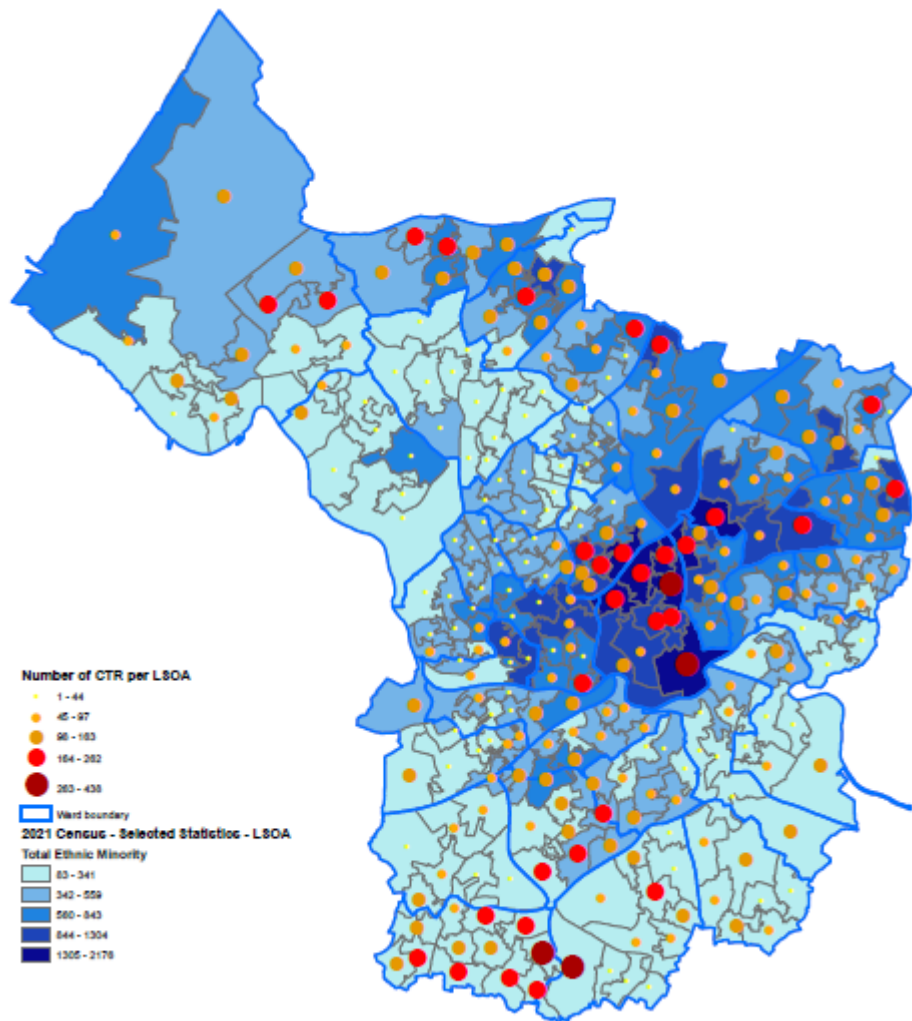 Number of CTR per LSOA
1 - 44
45 - 97
98 - 163
164 - 262
263 - 438
Ward boundary
2021 Census - Selected Statistics - LSOA
Total Ethnic Minority
83 - 341
342 - 559
560 - 843
844 - 1304
1305 - 2176